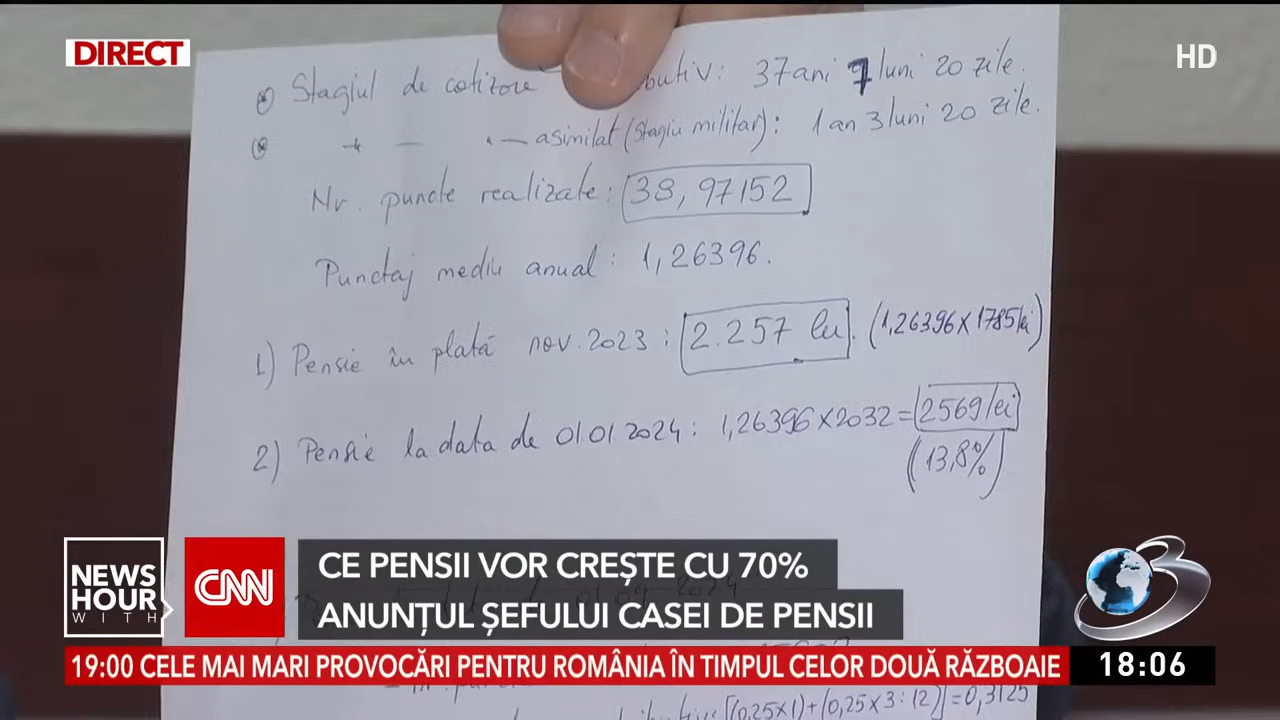 DIRECT
HD
Stagiul de cotizare butiv: 37 ani 7 luni 20 zile.
asimilat (stagiu militar): 1 an 3 luni 20 zile.
Nr. puncte realizate: 38,97152
Punctaj mediu anual: 1,26396.
1) Pensie în plată nov. 2023: 2.257 lei. (1,26396 x 1785 lei)
2) Pensie la data de 01.01.2024: 1,26396 x 2032 = 2569 lei
(13,8%)
NEWS HOUR WITH
CNN
CE PENSII VOR CREȘTE CU 70%
ANUNȚUL ȘEFULUI CASEI DE PENSII
3
19:00 CELE MAI MARI PROVOCĂRI PENTRU ROMÂNIA ÎN TIMPUL CELOR DOUĂ RĂZBOAIE
18:06
[(0,25x1)+(0,25x3:12)]=0,3125